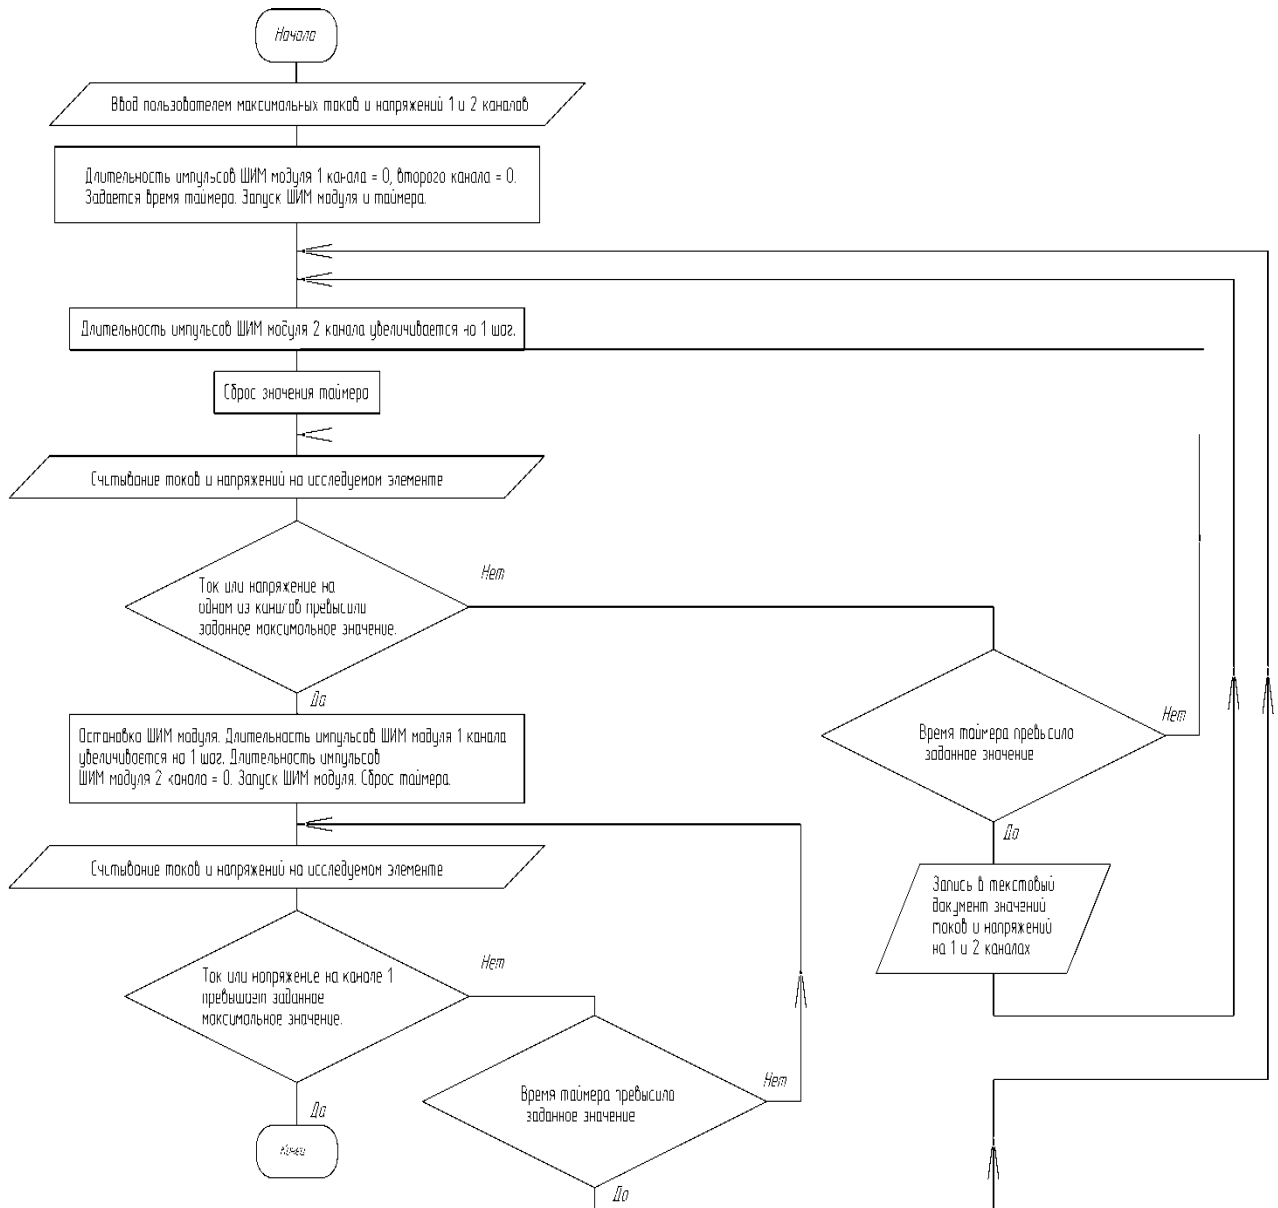 Начало
Ввод пользователем максимальных токов и напряжений 1 и 2 каналов
Длительность импульсов ШИМ модуля 1 канала = 0, второго канала = 0.
Задается время таймера. Запуск ШИМ модуля и таймера.
Длительность импульсов ШИМ модуля 2 канала увеличивается на 1 шаг.
Сброс значения таймера
Считывание токов и напряжений на исследуемом элементе
Ток или напряжение на
одном из каналов превысили
заданное максимальное значение.
Нет
Да
Остановка ШИМ модуля. Длительность импульсов ШИМ модуля 1 канала
увеличивается на 1 шаг. Длительность импульсов
ШИМ модуля 2 канала = 0. Запуск ШИМ модуля. Сброс таймера.
Время таймера превысило
заданное значение
Нет
Да
Запись в текстовый
документ значений
токов и напряжений
на 1 и 2 каналах
Считывание токов и напряжений на исследуемом элементе
Ток или напряжение на канале 1
превышает заданное
максимальное значение.
Нет
Да
Время таймера превысило
заданное значение
Нет
Да
Конец